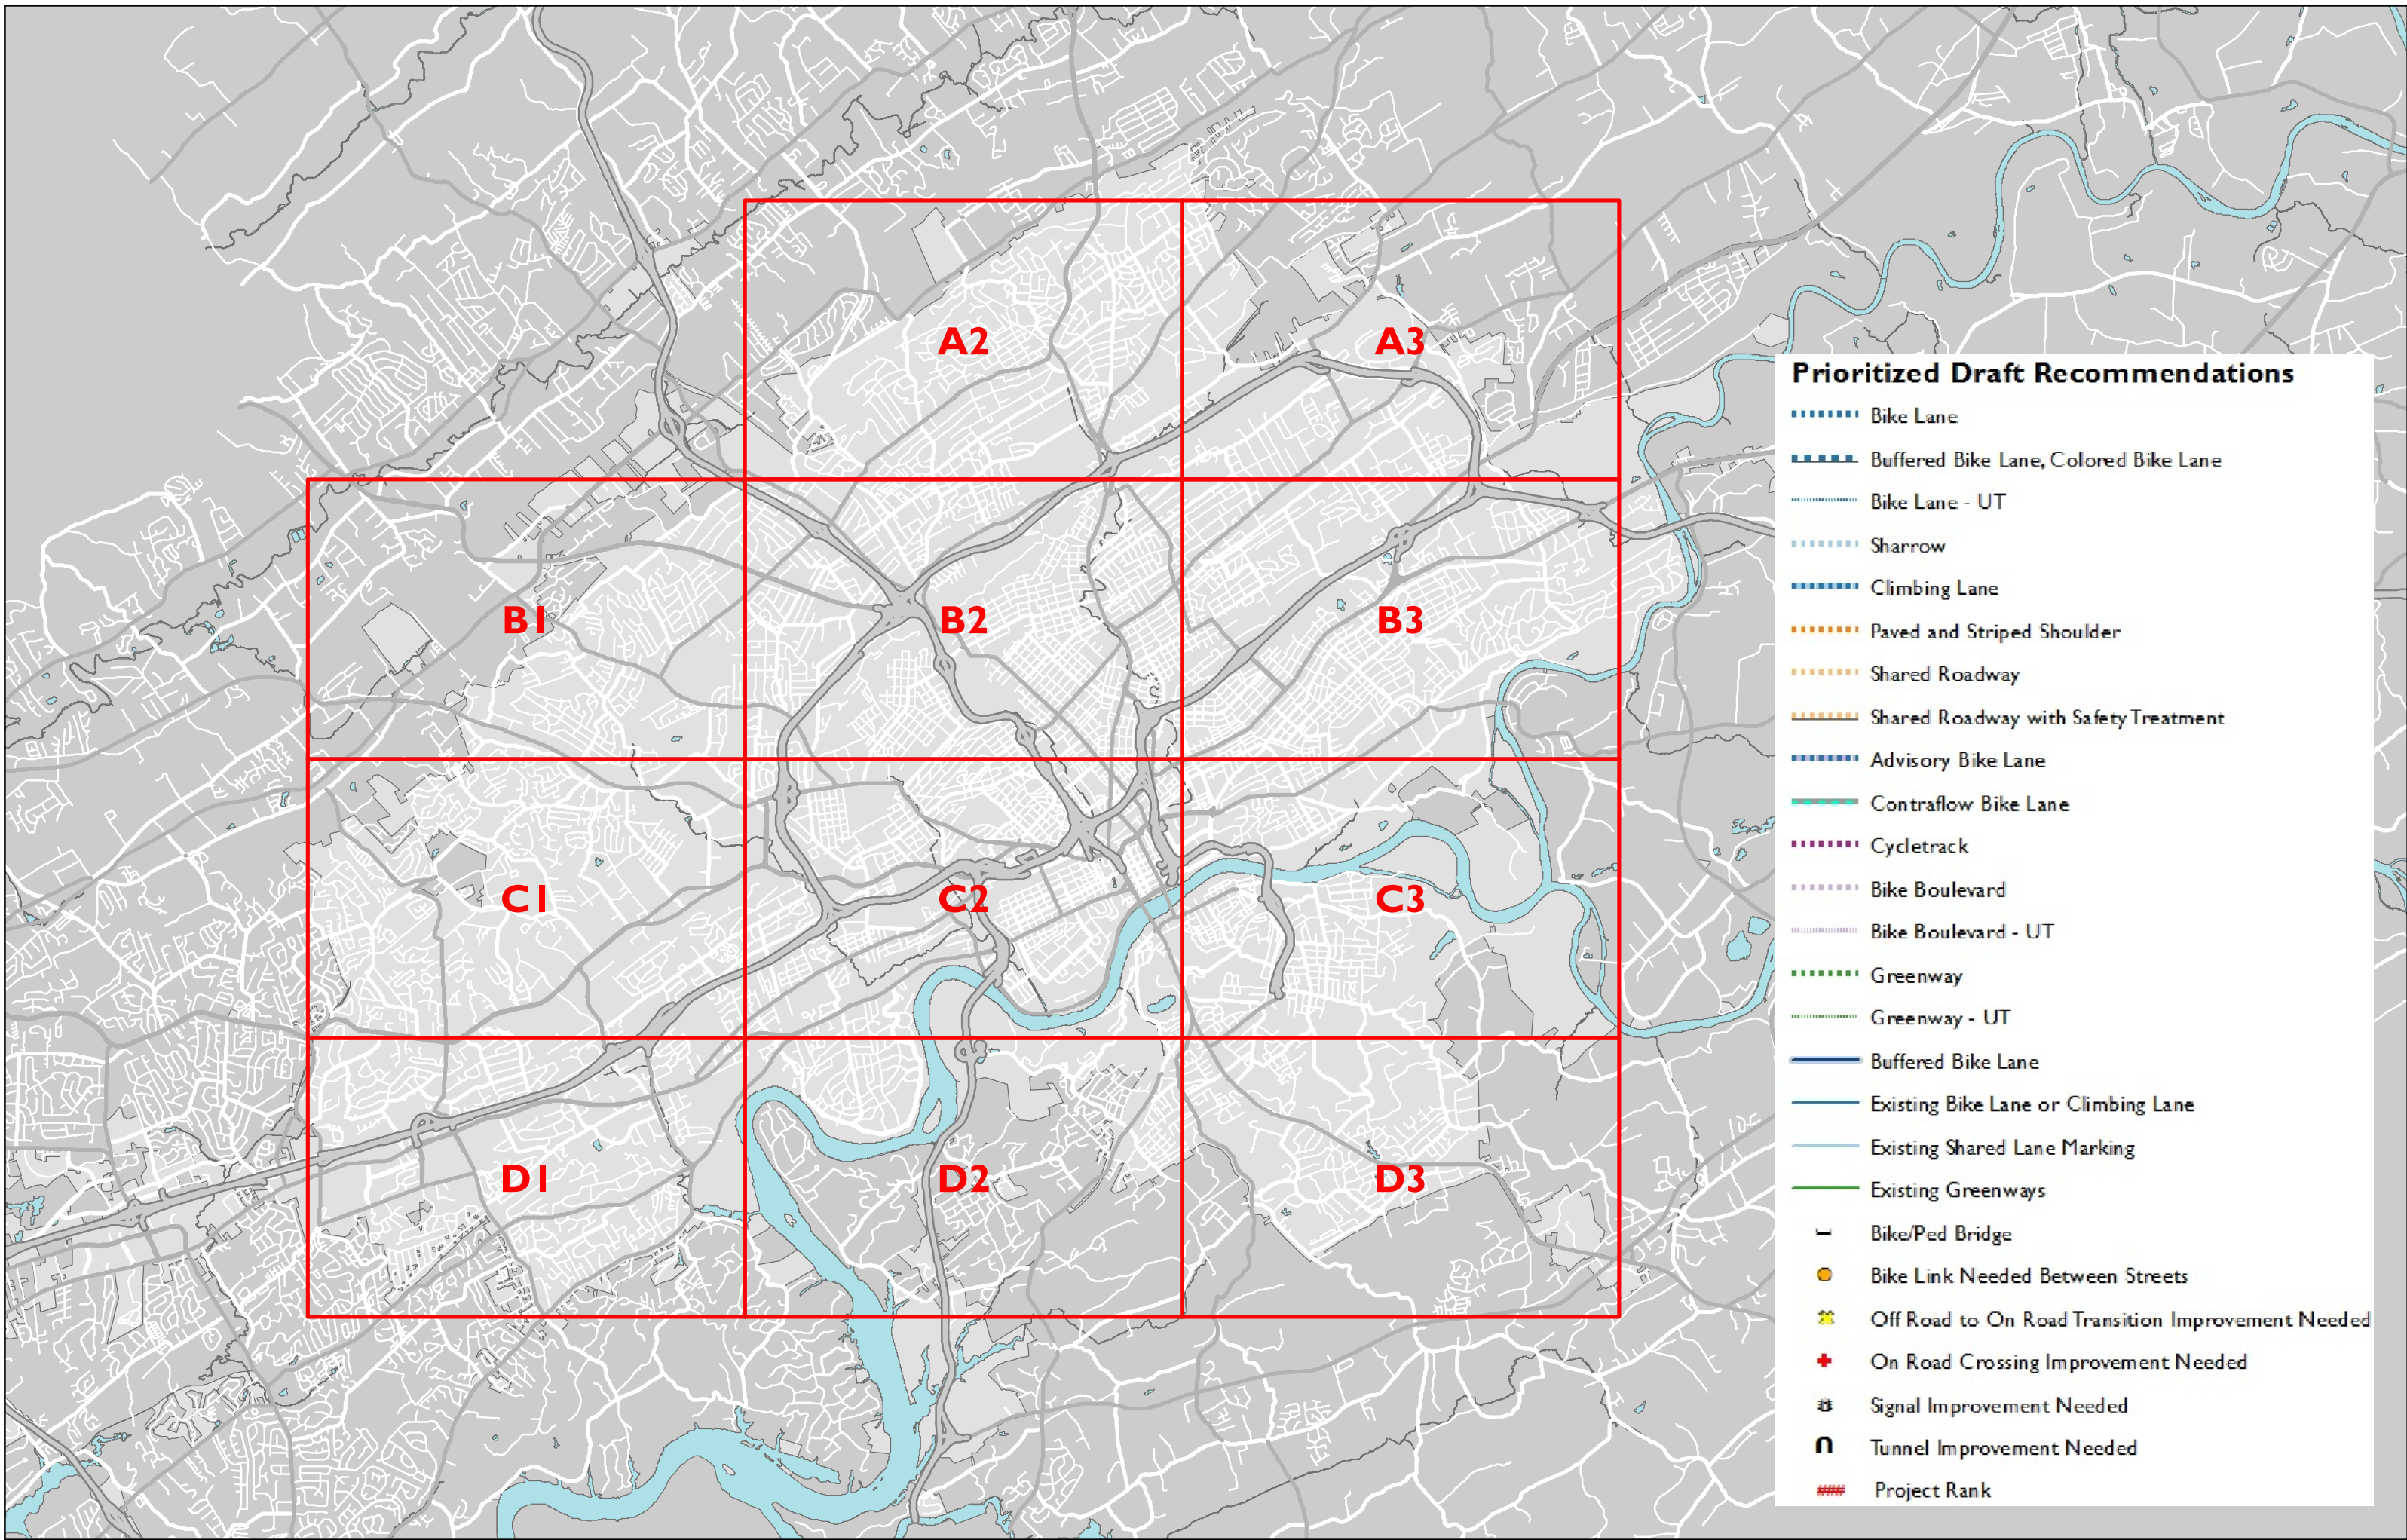 A2
A3
Prioritized Draft Recommendations
Bike Lane
Buffered Bike Lane, Colored Bike Lane
Bike Lane - UT
Sharrow
Climbing Lane
B1
B2
B3
Paved and Striped Shoulder
Shared Roadway
Shared Roadway with Safety Treatment
Advisory Bike Lane
Contraflow Bike Lane
Cycletrack
C1
C2
C3
Bike Boulevard
Bike Boulevard - UT
Greenway
Greenway - UT
Buffered Bike Lane
Existing Bike Lane or Climbing Lane
Existing Shared Lane Marking
D1
D2
D3
Existing Greenways
Bike/Ped Bridge
Bike Link Needed Between Streets
Off Road to On Road Transition Improvement Needed
On Road Crossing Improvement Needed
Signal Improvement Needed
Tunnel Improvement Needed
### Project Rank